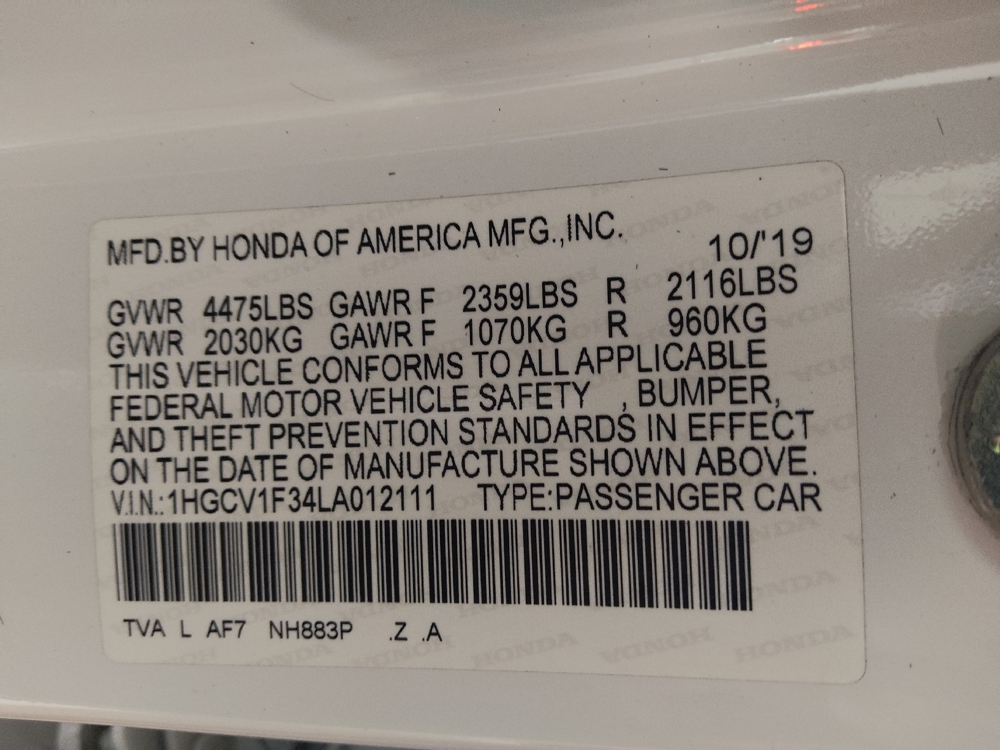 MFD.BY HONDA OF AMERICA MFG.,INC. 10/'19
GVWR 4475LBS GAWR F 2359LBS R 2116LBS
GVWR 2030KG GAWR F 1070KG R 960KG
THIS VEHICLE CONFORMS TO ALL APPLICABLE
FEDERAL MOTOR VEHICLE SAFETY , BUMPER,
AND THEFT PREVENTION STANDARDS IN EFFECT
ON THE DATE OF MANUFACTURE SHOWN ABOVE.
V.I.N.:1HGCV1F34LA012111 TYPE:PASSENGER CAR
TVA L AF7 NH883P .Z .A